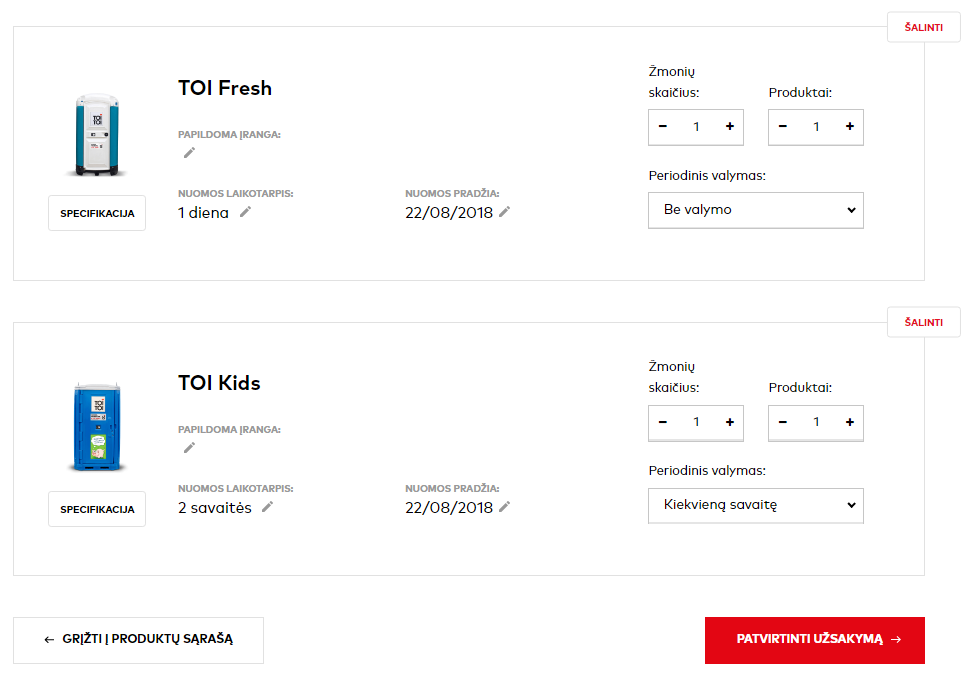 ŠALINTI
TOI Fresh
PAPILDOMA ĮRANGA:
NUOMOS LAIKOTARPIS:
1 diena
NUOMOS PRADŽIA:
22/08/2018
SPECIFIKACIJA
Žmonių
skaičius:
- 1 +
Produktai:
- 1 +
Periodinis valymas:
Be valymo
ŠALINTI
TOI Kids
PAPILDOMA ĮRANGA:
NUOMOS LAIKOTARPIS:
2 savaitės
NUOMOS PRADŽIA:
22/08/2018
SPECIFIKACIJA
Žmonių
skaičius:
- 1 +
Produktai:
- 1 +
Periodinis valymas:
Kiekvieną savaitę
← GRĮŽTI Į PRODUKTŲ SĄRAŠĄ
PATVIRTINTI UŽSAKYMĄ →